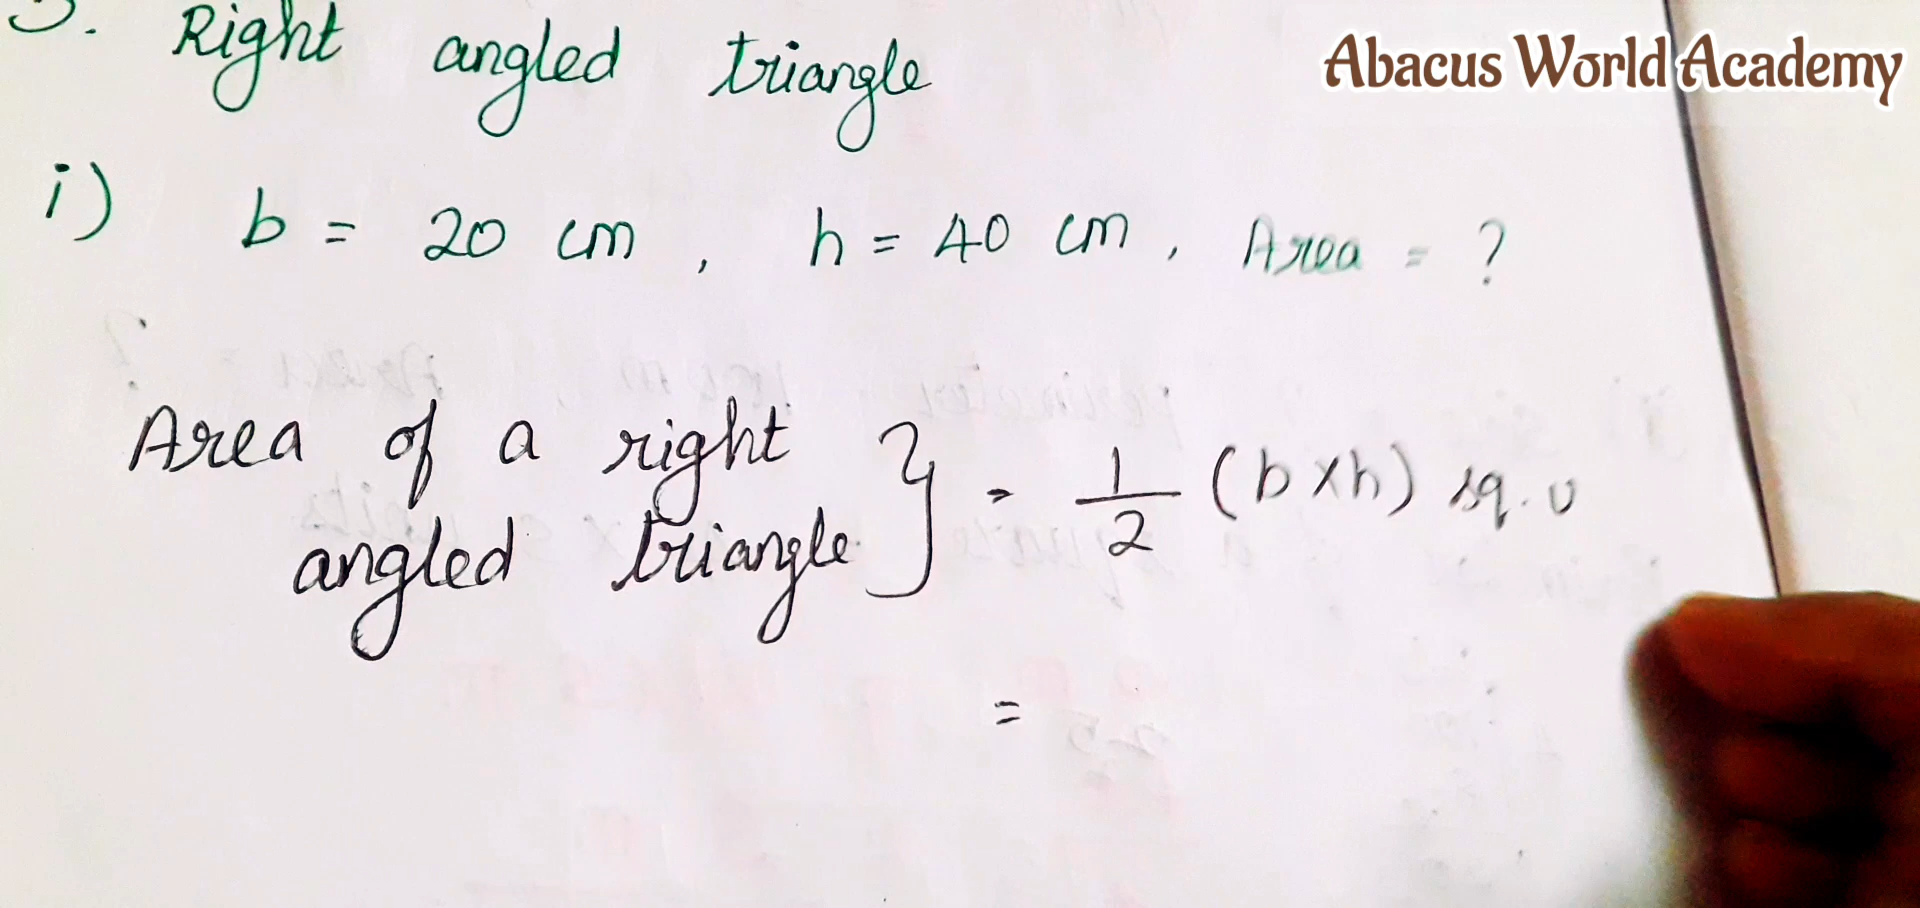 Abacus World Academy
3. Right angled triangle
i) b = 20 cm, h = 40 cm, Area = ?
Area of a right
angled triangle } = 1/2 (b x h) sq. u
=